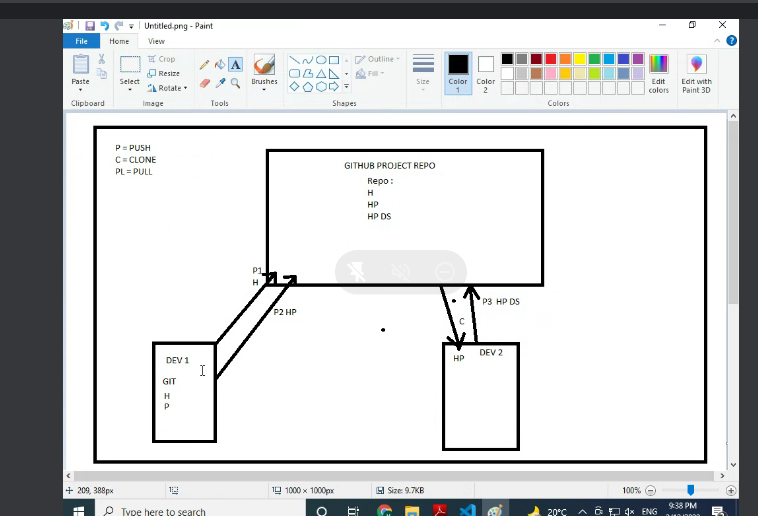 Untitled.png - Paint
File Home View
Paste
Clipboard
Select
Crop
Resize
Rotate
Image
Tools
Brushes
Shapes
Outline
Fill
Size
Color 1
Color 2
Colors
Edit colors
Edit with Paint 3D
P = PUSH
C = CLONE
PL = PULL
GITHUB PROJECT REPO
Repo :
H
HP
HP DS
P1
H
P2 HP
P3 HP DS
C
DEV 1
GIT
H
P
HP
DEV 2
209, 388px
1000 × 1000px
Size: 9.7KB
100%
Type here to search
20°C
ENG
9:38 PM